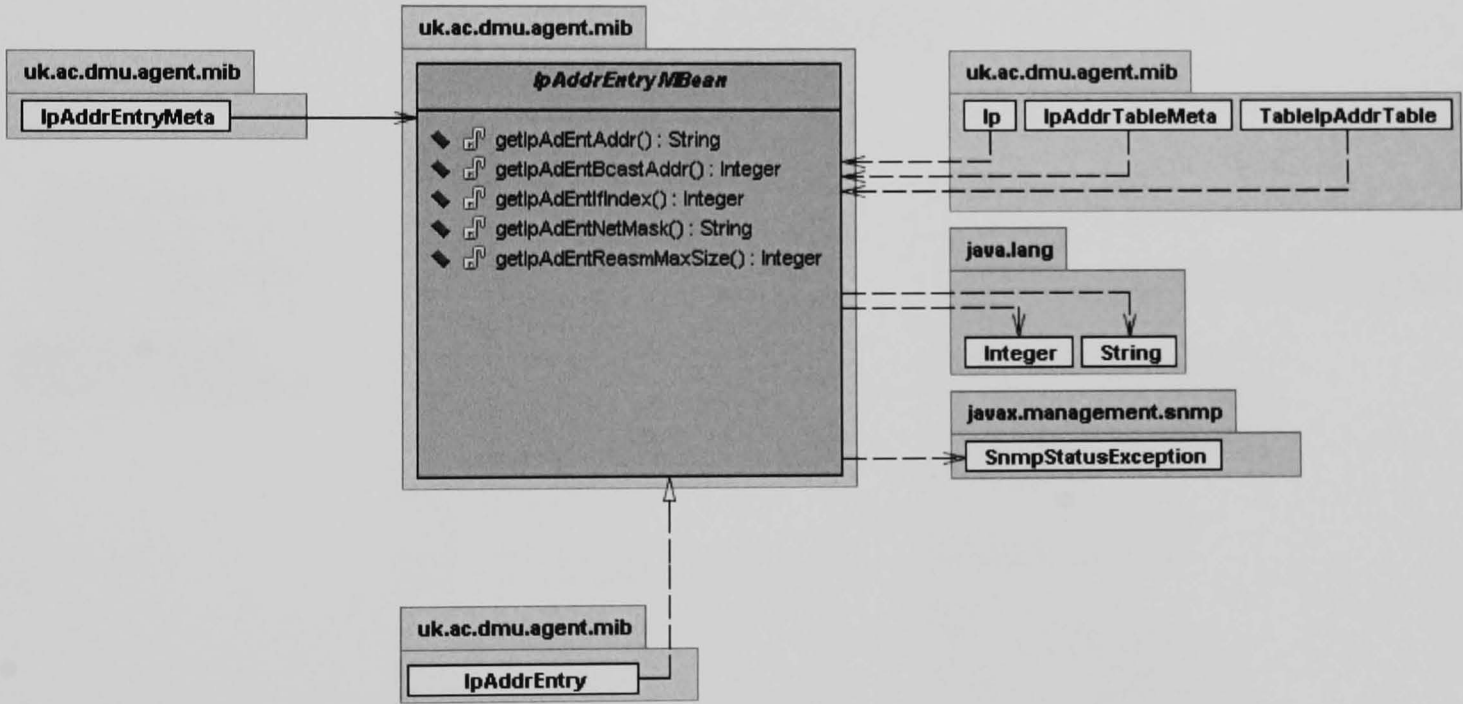 uk.ac.dmu.agent.mib
IpAddrEntryMeta
uk.ac.dmu.agent.mib
IpAddrEntryMBean
getIpAdEntAddr() : String
getIpAdEntBcastAddr() : Integer
getIpAdEntIfIndex() : Integer
getIpAdEntNetMask() : String
getIpAdEntReasmMaxSize() : Integer
uk.ac.dmu.agent.mib
Ip IpAddrTableMeta TableIpAddrTable
java.lang
Integer String
javax.management.snmp
SnmpStatusException
uk.ac.dmu.agent.mib
IpAddrEntry